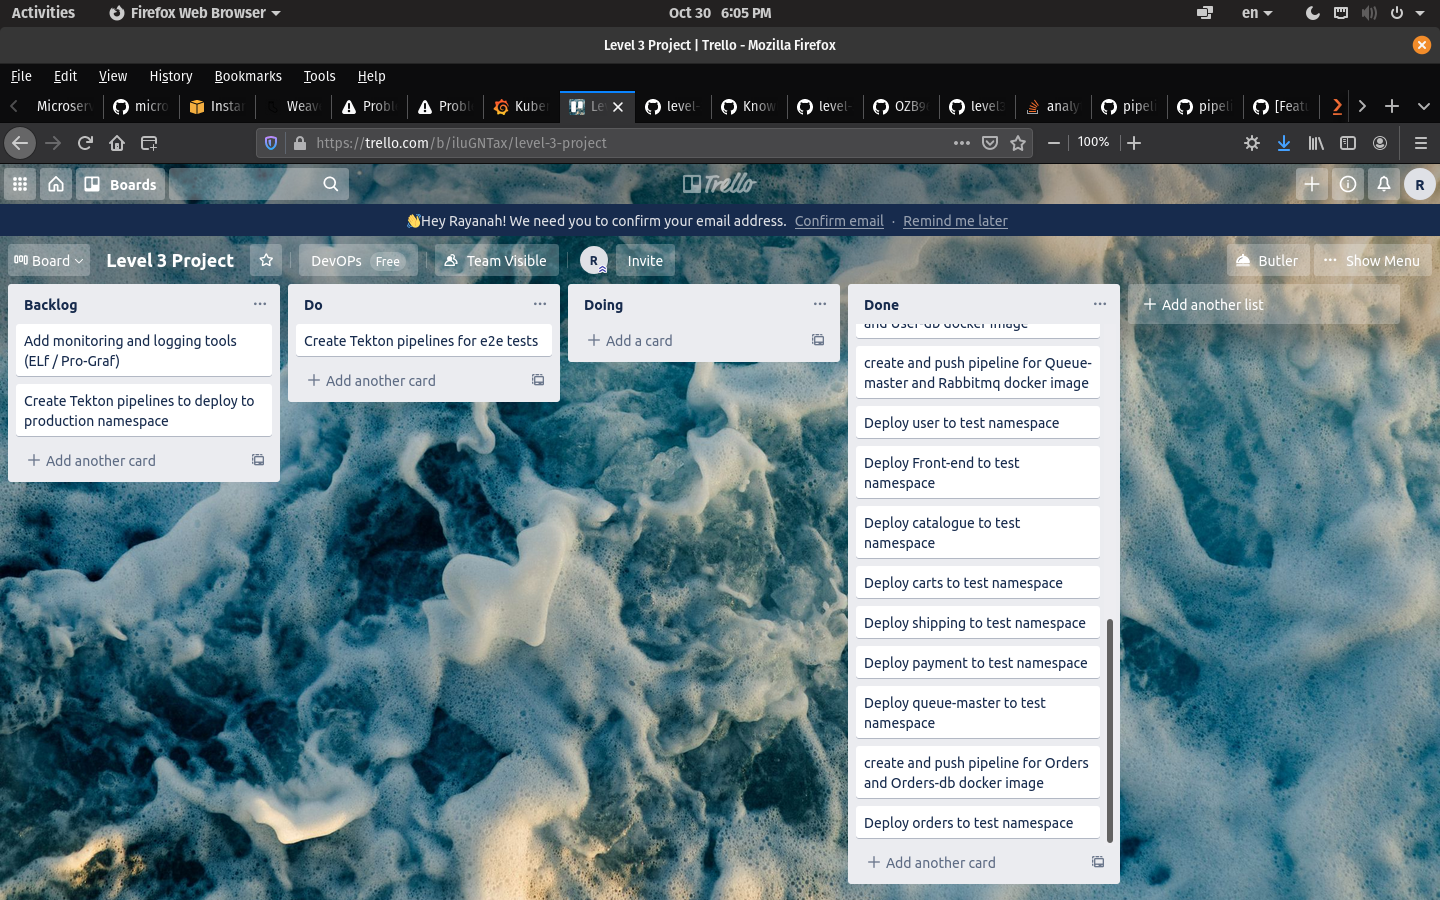 Activities
Firefox Web Browser
Oct 30 6:05 PM
en
Level 3 Project | Trello - Mozilla Firefox
File Edit View History Bookmarks Tools Help
Microser
micro
Instan
Weave
Proble
Proble
Kuber
Le
level-
Know
level-
OZB9
level3
analy
pipeli
pipeli
[Featu
https://trello.com/b/iluGNTax/level-3-project
100%
Boards
Trello
R
Hey Rayanah! We need you to confirm your email address. Confirm email · Remind me later
Board
Level 3 Project
DevOPs Free
Team Visible
R
Invite
Butler
Show Menu
Backlog
Add monitoring and logging tools
(ELf / Pro-Graf)
Create Tekton pipelines to deploy to
production namespace
Add another card
Do
Create Tekton pipelines for e2e tests
Add another card
Doing
Add a card
Done
and User-db docker image
create and push pipeline for Queue-
master and Rabbitmq docker image
Deploy user to test namespace
Deploy Front-end to test
namespace
Deploy catalogue to test
namespace
Deploy carts to test namespace
Deploy shipping to test namespace
Deploy payment to test namespace
Deploy queue-master to test
namespace
create and push pipeline for Orders
and Orders-db docker image
Deploy orders to test namespace
Add another card
Add another list